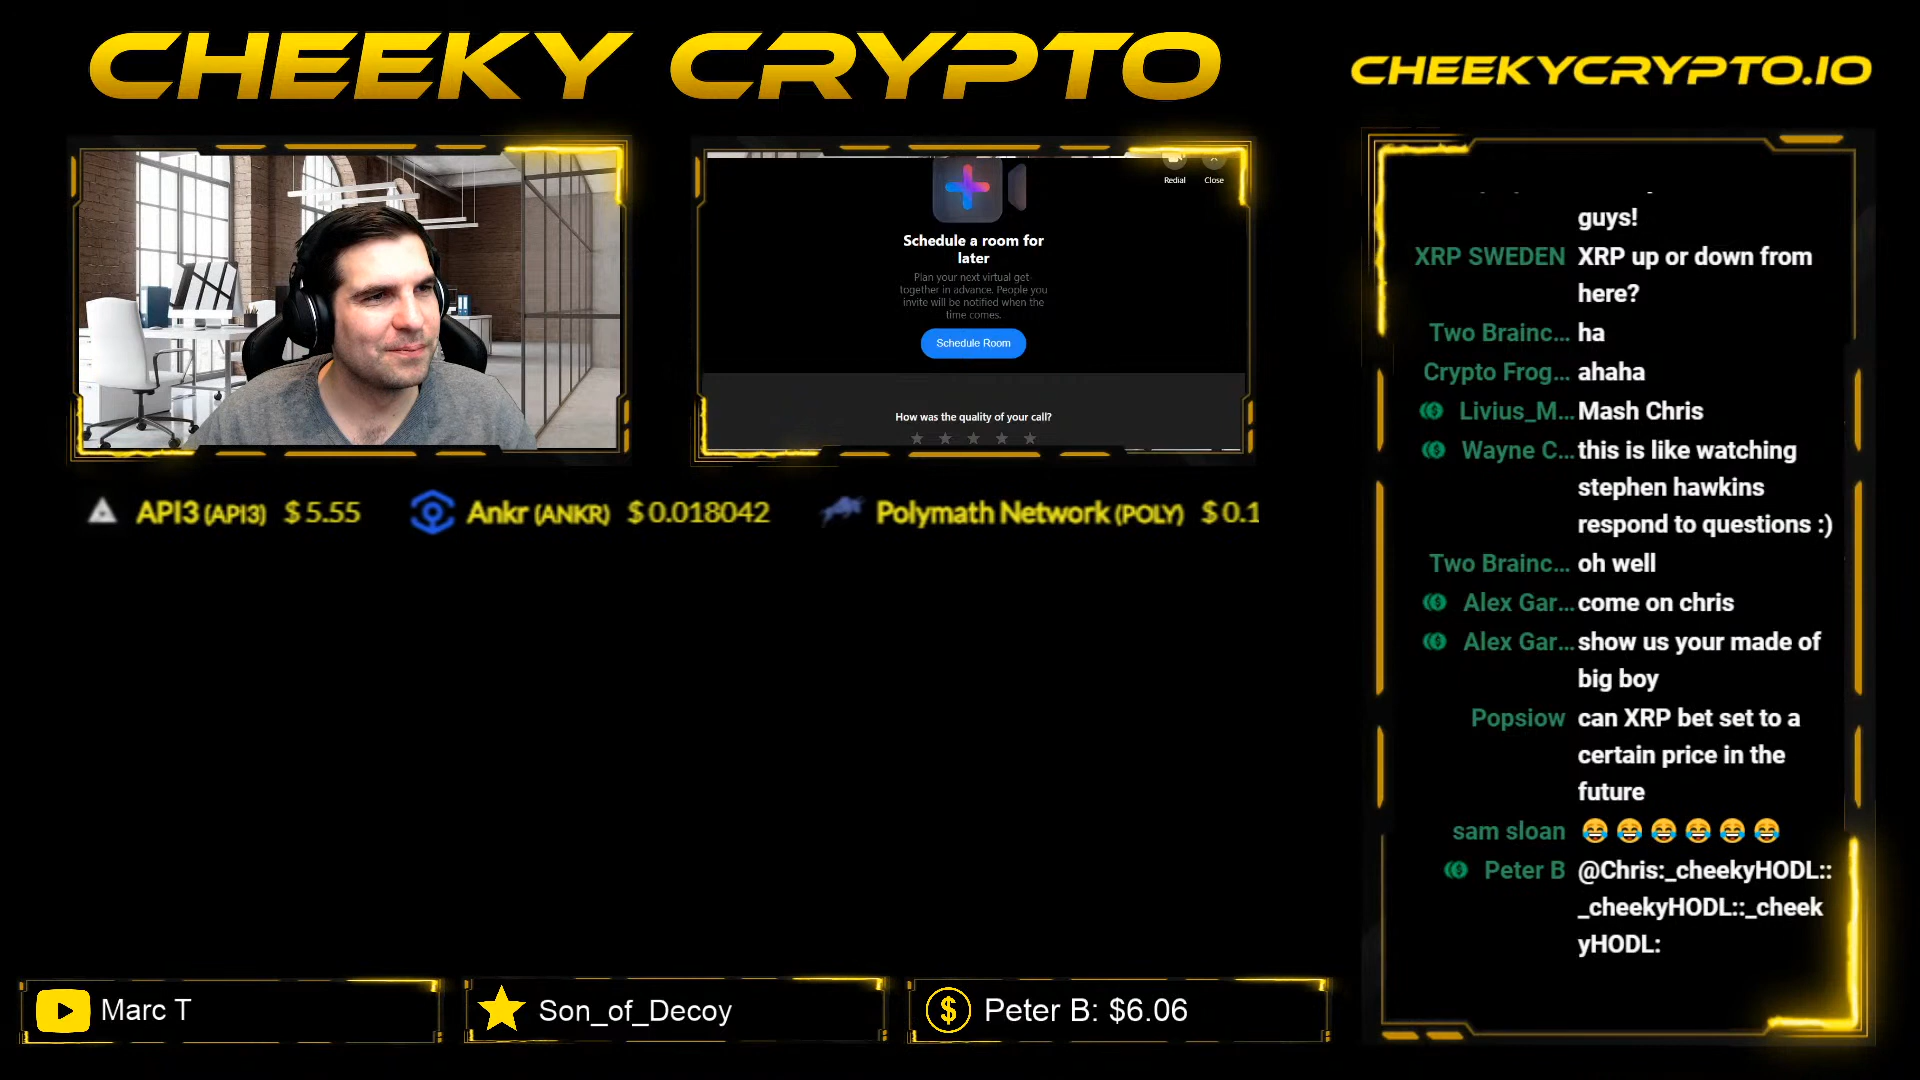 CHEEKY CRYPTO
CHEEKYCRYPTO.IO
Redial
Close
Schedule a room for
later
Plan your next virtual get-
together in advance. People you
invite will be notified when the
time comes.
Schedule Room
How was the quality of your call?
API3 (API3) $ 5.55
Ankr (ANKR) $ 0.018042
Polymath Network (POLY) $ 0.1
guys!
XRP SWEDEN XRP up or down from
here?
Two Brainc... ha
Crypto Frog... ahaha
Livius_M... Mash Chris
Wayne C... this is like watching
stephen hawkins
respond to questions :)
Two Brainc... oh well
Alex Gar... come on chris
Alex Gar... show us your made of
big boy
Popsiow can XRP bet set to a
certain price in the
future
sam sloan 😂 😂 😂 😂 😂 😂
Peter B @Chris:_cheekyHODL::
_cheekyHODL::_cheek
yHODL:
Marc T
Son_of_Decoy
Peter B: $6.06